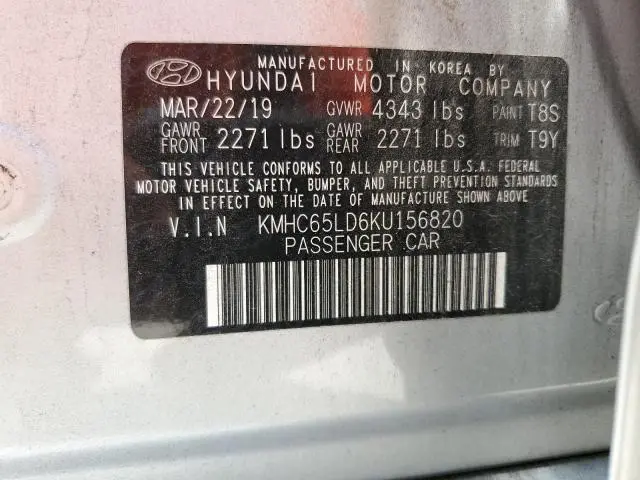 MANUFACTURED IN KOREA BY
HYUNDAI MOTOR COMPANY
MAR/22/19 GVWR 4343 lbs PAINT T8S
GAWR FRONT 2271 lbs GAWR REAR 2271 lbs TRIM T9Y
THIS VEHICLE CONFORMS TO ALL APPLICABLE U.S.A. FEDERAL
MOTOR VEHICLE SAFETY, BUMPER, AND THEFT PREVENTION STANDARDS
IN EFFECT ON THE DATE OF MANUFACTURE SHOWN ABOVE
V.I.N KMHC65LD6KU156820
PASSENGER CAR